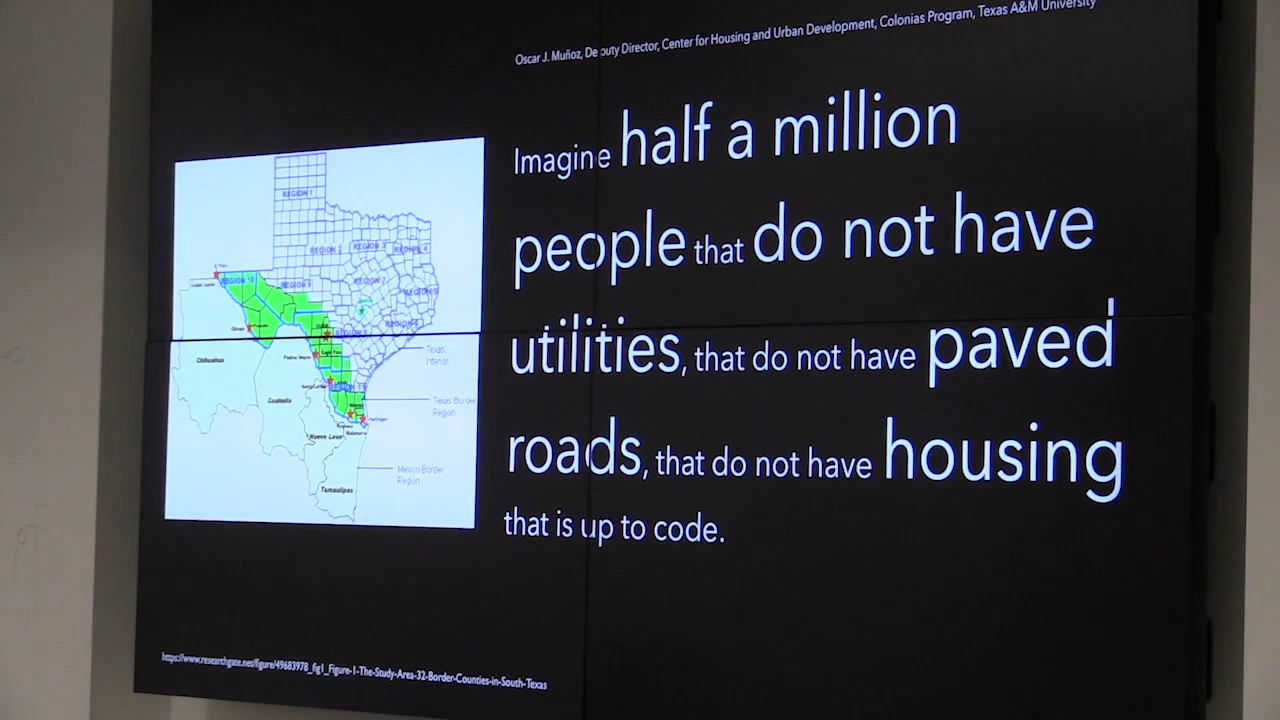 Oscar J. Muñoz, Deputy Director, Center for Housing and Urban Development, Colonias Program, Texas A&M University
Imagine half a million
people that do not have
utilities, that do not have paved
roads, that do not have housing
that is up to code.
REGION 1
REGION 2
REGION 3
REGION 4
REGION 7
Chihuahua
Coahuila
Nuevo Leon
Tamaulipas
Texas
Interior
Texas Border
Region
Mexico Border
Region
https://www.researchgate.net/figure/49683978_fig1_Figure-1-The-Study-Area-32-Border-Counties-in-South-Texas